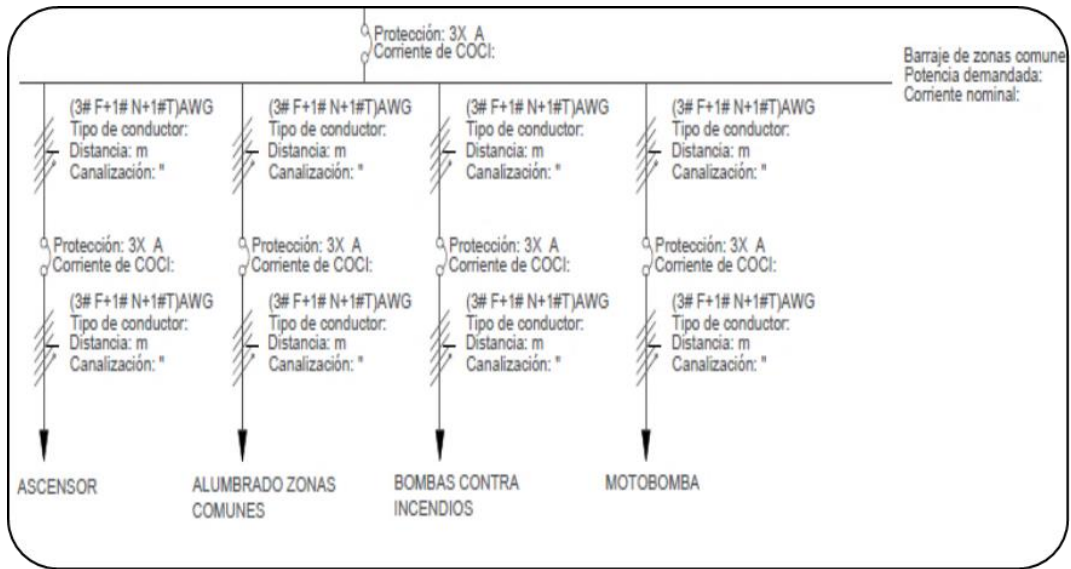 Protección: 3X A
Corriente de COCI:
Barraje de zonas comune
Potencia demandada:
Corriente nominal:
(3# F+1# N+1#T)AWG
Tipo de conductor:
Distancia: m
Canalización: "
(3# F+1# N+1#T)AWG
Tipo de conductor:
Distancia: m
Canalización: "
(3# F+1# N+1#T)AWG
Tipo de conductor:
Distancia: m
Canalización: "
(3# F+1# N+1#T)AWG
Tipo de conductor:
Distancia: m
Canalización: "
Protección: 3X A
Corriente de COCI:
Protección: 3X A
Corriente de COCI:
Protección: 3X A
Corriente de COCI:
Protección: 3X A
Corriente de COCI:
(3# F+1# N+1#T)AWG
Tipo de conductor:
Distancia: m
Canalización: "
(3# F+1# N+1#T)AWG
Tipo de conductor:
Distancia: m
Canalización: "
(3# F+1# N+1#T)AWG
Tipo de conductor:
Distancia: m
Canalización: "
(3# F+1# N+1#T)AWG
Tipo de conductor:
Distancia: m
Canalización: "
ASCENSOR
ALUMBRADO ZONAS
COMUNES
BOMBAS CONTRA
INCENDIOS
MOTOBOMBA